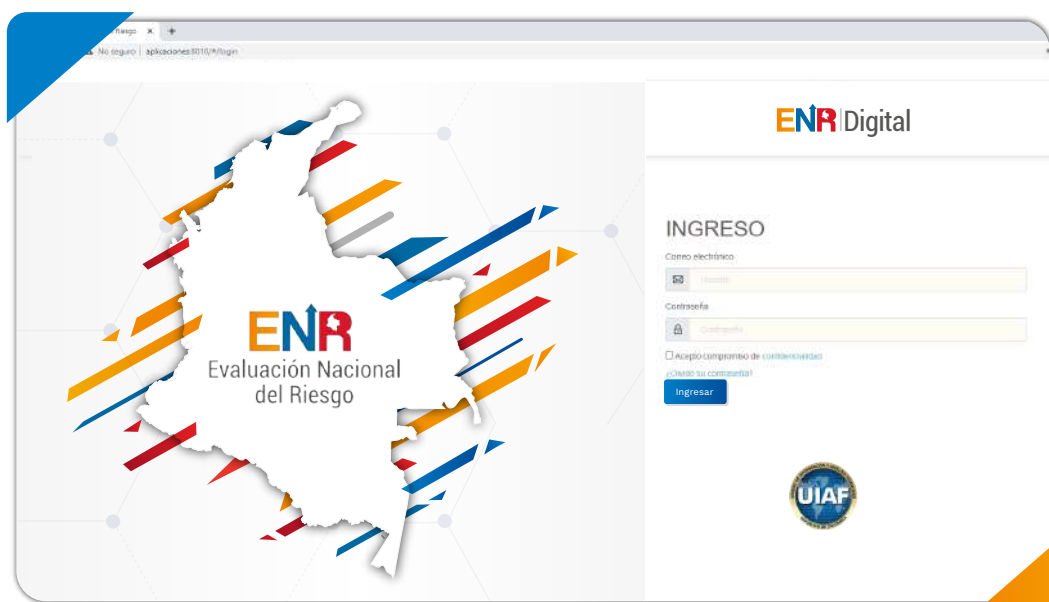 Riesgo
No seguro | aplicaciones:8010/#/login
ENR
Evaluación Nacional
del Riesgo
ENR Digital
INGRESO
Correo electrónico
Contraseña
Contraseña
Acepto compromiso de confidencialidad
¿Olvidó su contraseña?
Ingresar
UIAF